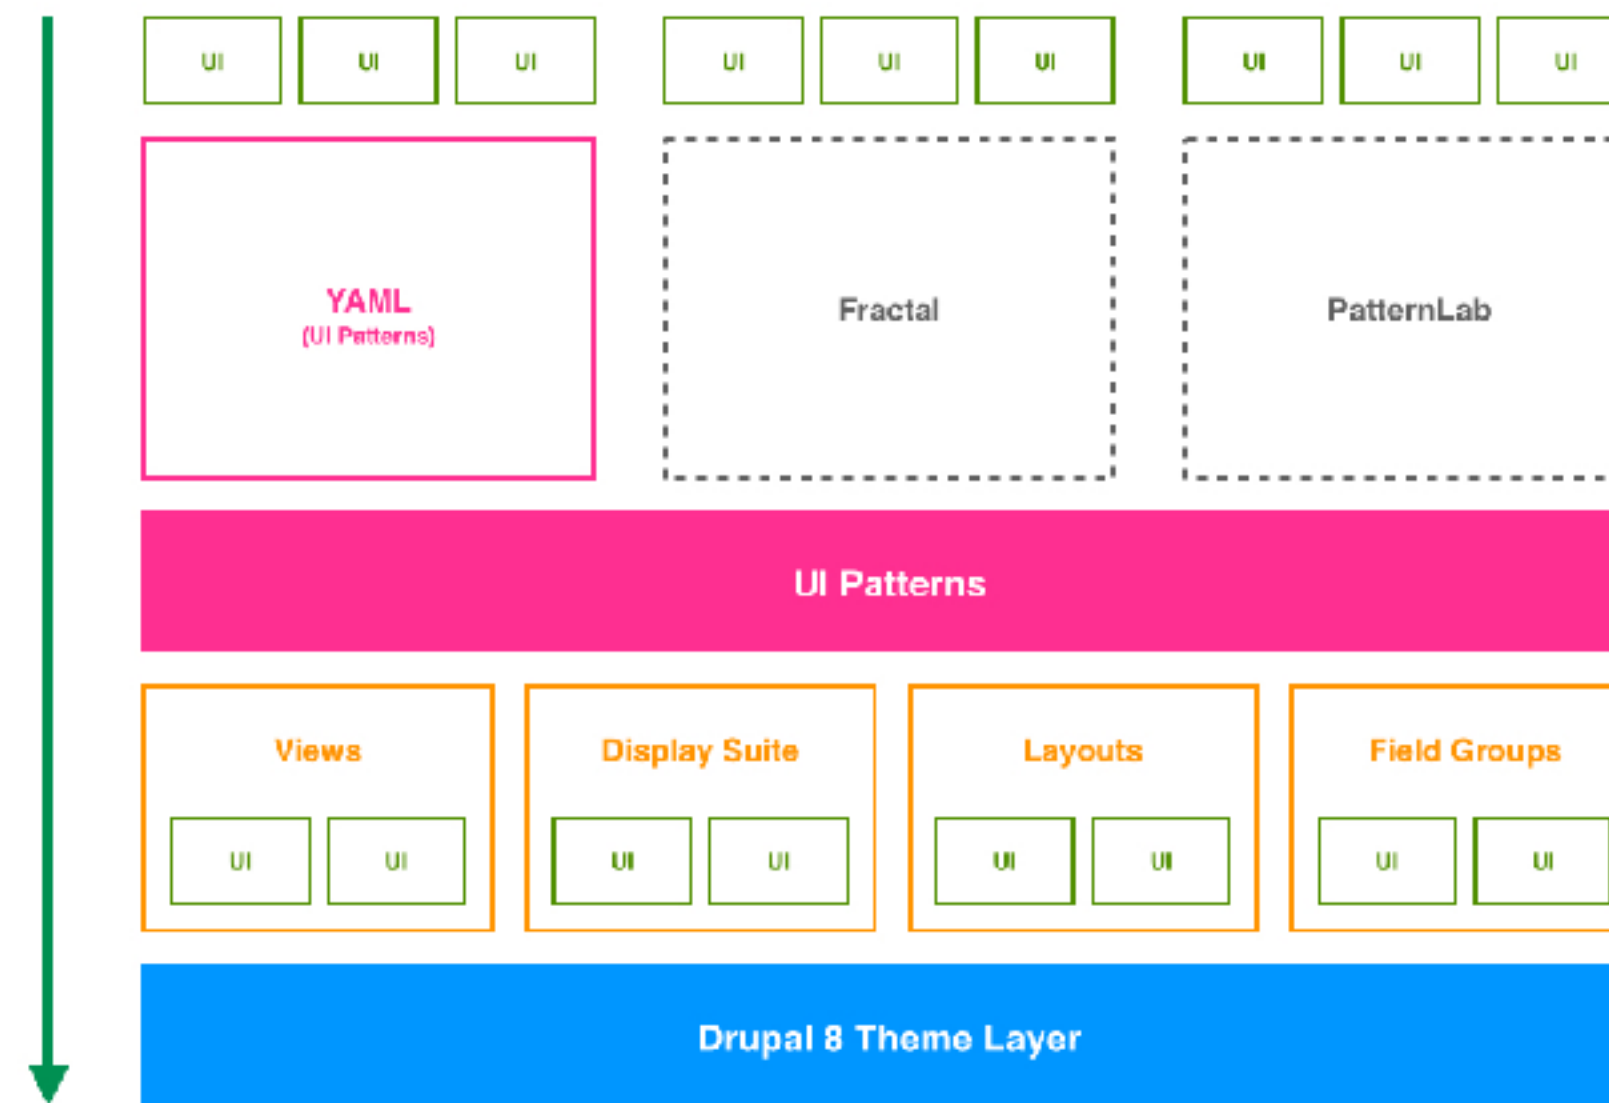 UI UI UI UI UI UI UI UI UI
YAML
(UI Patterns)
Fractal
PatternLab
UI Patterns
Views
Display Suite
Layouts
Field Groups
UI UI UI UI UI UI UI UI
Drupal 8 Theme Layer